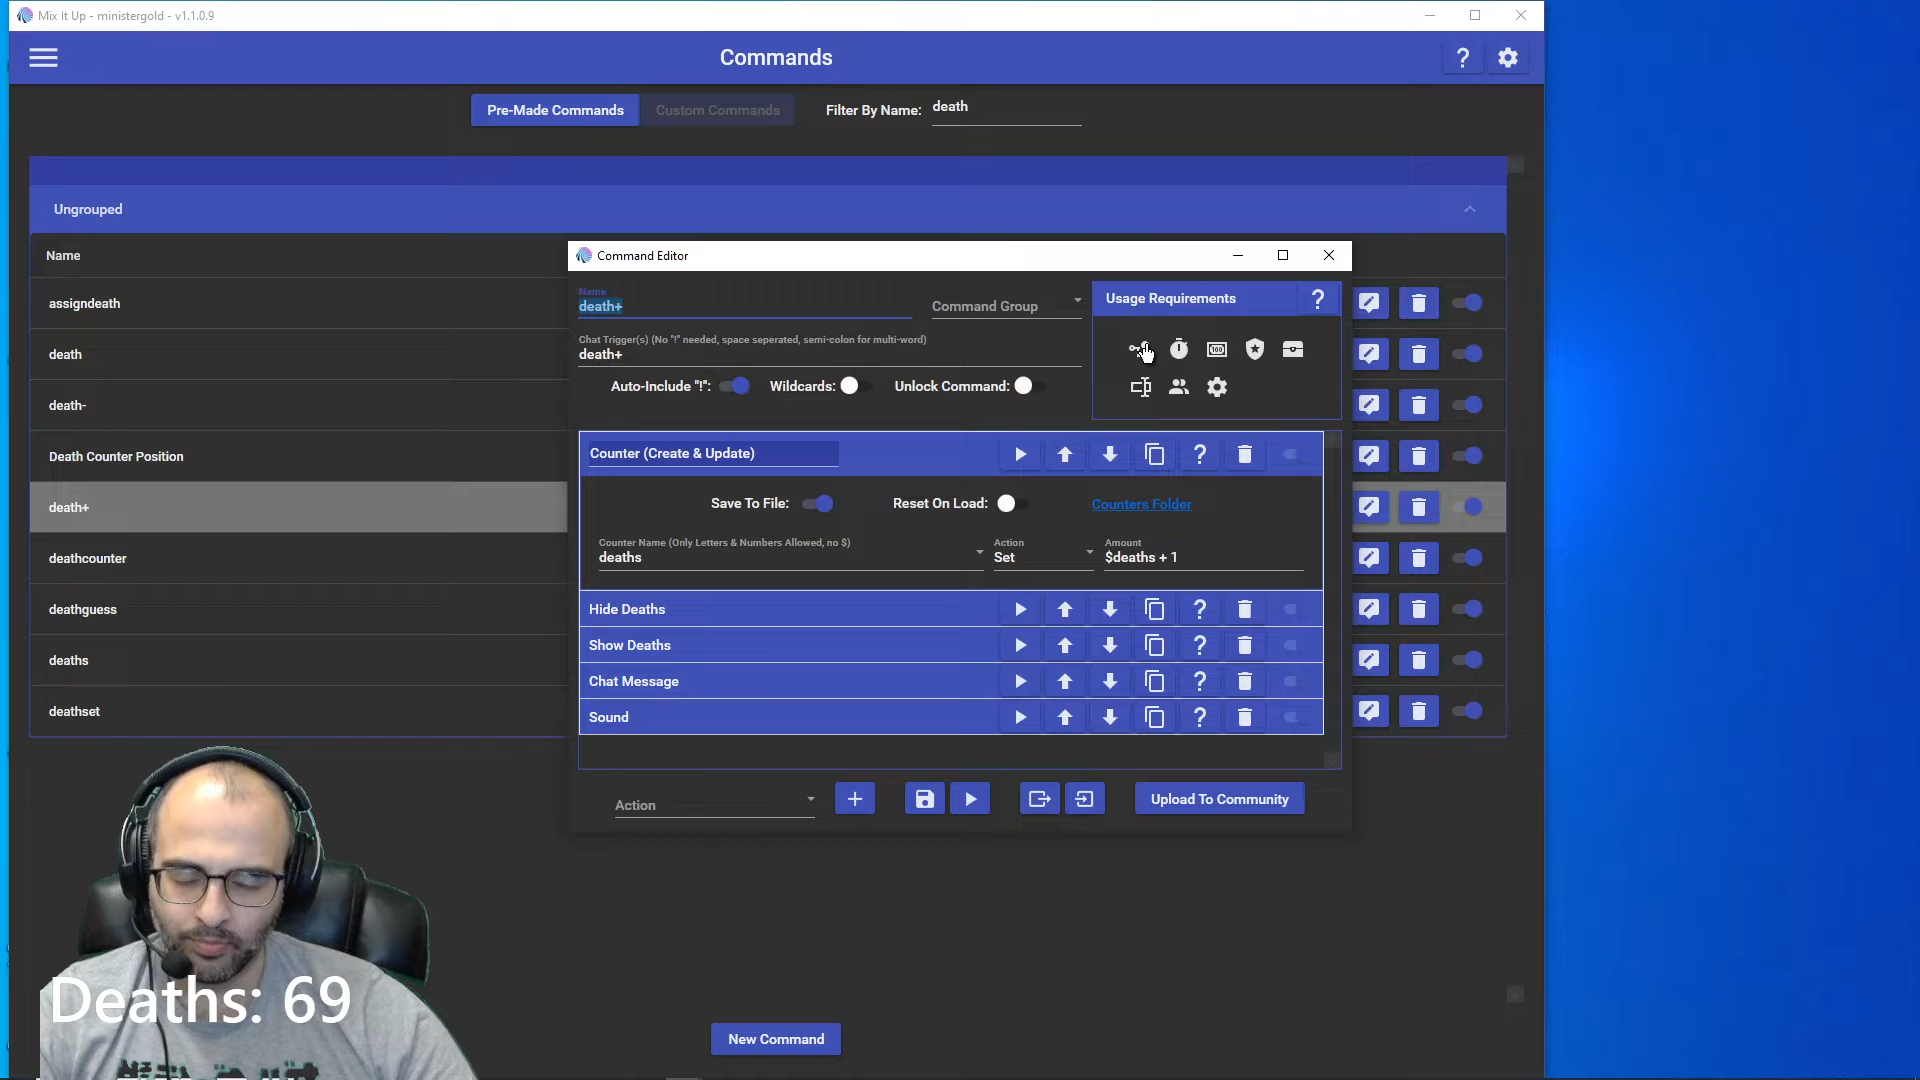 Mix It Up - ministergold - v1.1.0.9
Commands
?
Pre-Made Commands
Custom Commands
Filter By Name:
death
Ungrouped
Name
assigndeath
death
death-
Death Counter Position
death+
deathcounter
deathguess
deaths
deathset
Command Editor
Name
death+
Command Group
Usage Requirements
?
Chat Trigger(s) (No "!" needed, space seperated, semi-colon for multi-word)
death+
Auto-Include "!":
Wildcards:
Unlock Command:
100
Counter (Create & Update)
?
Save To File:
Reset On Load:
Counters Folder
Counter Name (Only Letters & Numbers Allowed, no $)
deaths
Action
Set
Amount
$deaths + 1
Hide Deaths
?
Show Deaths
?
Chat Message
?
Sound
?
Action
Upload To Community
Deaths: 69
New Command